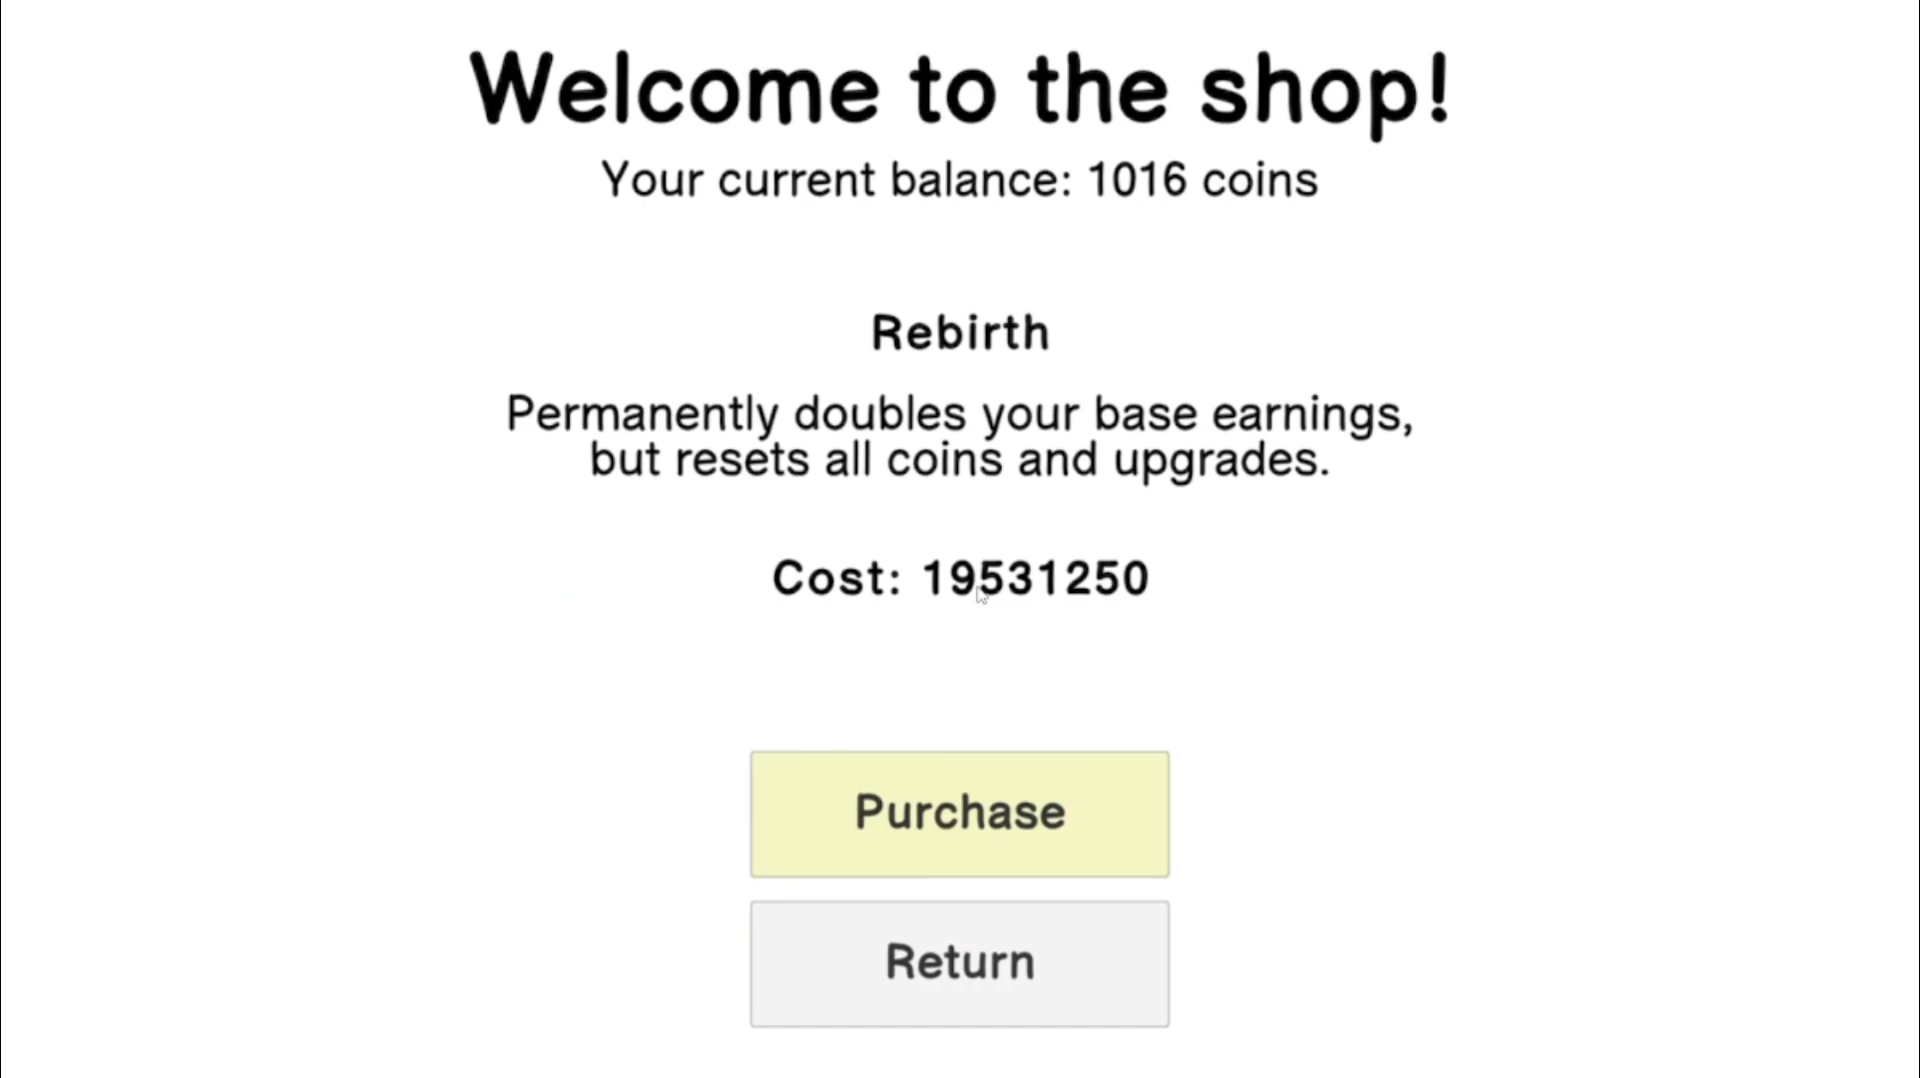 Welcome to the shop!
Your current balance: 1016 coins
Rebirth
Permanently doubles your base earnings,
but resets all coins and upgrades.
Cost: 19531250
Purchase
Return